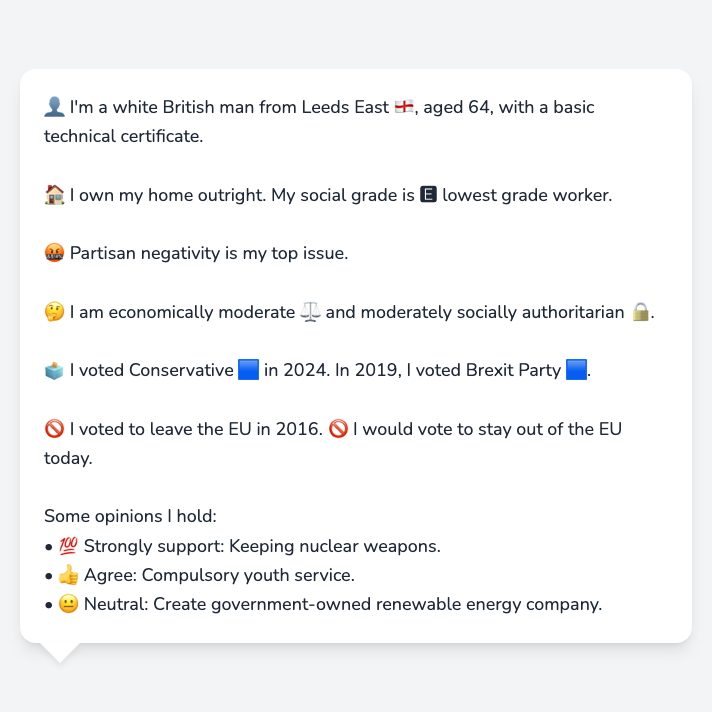 👤 I'm a white British man from Leeds East 🏴󠁧󠁢󠁥󠁮󠁧󠁿, aged 64, with a basic
technical certificate.
🏠 I own my home outright. My social grade is 🅴 lowest grade worker.
🤬 Partisan negativity is my top issue.
🤔 I am economically moderate ⚖️ and moderately socially authoritarian 🔒.
🗳️ I voted Conservative 🟦 in 2024. In 2019, I voted Brexit Party 🟦.
🚫 I voted to leave the EU in 2016. 🚫 I would vote to stay out of the EU
today.
Some opinions I hold:
• 💯 Strongly support: Keeping nuclear weapons.
• 👍 Agree: Compulsory youth service.
• 😐 Neutral: Create government-owned renewable energy company.